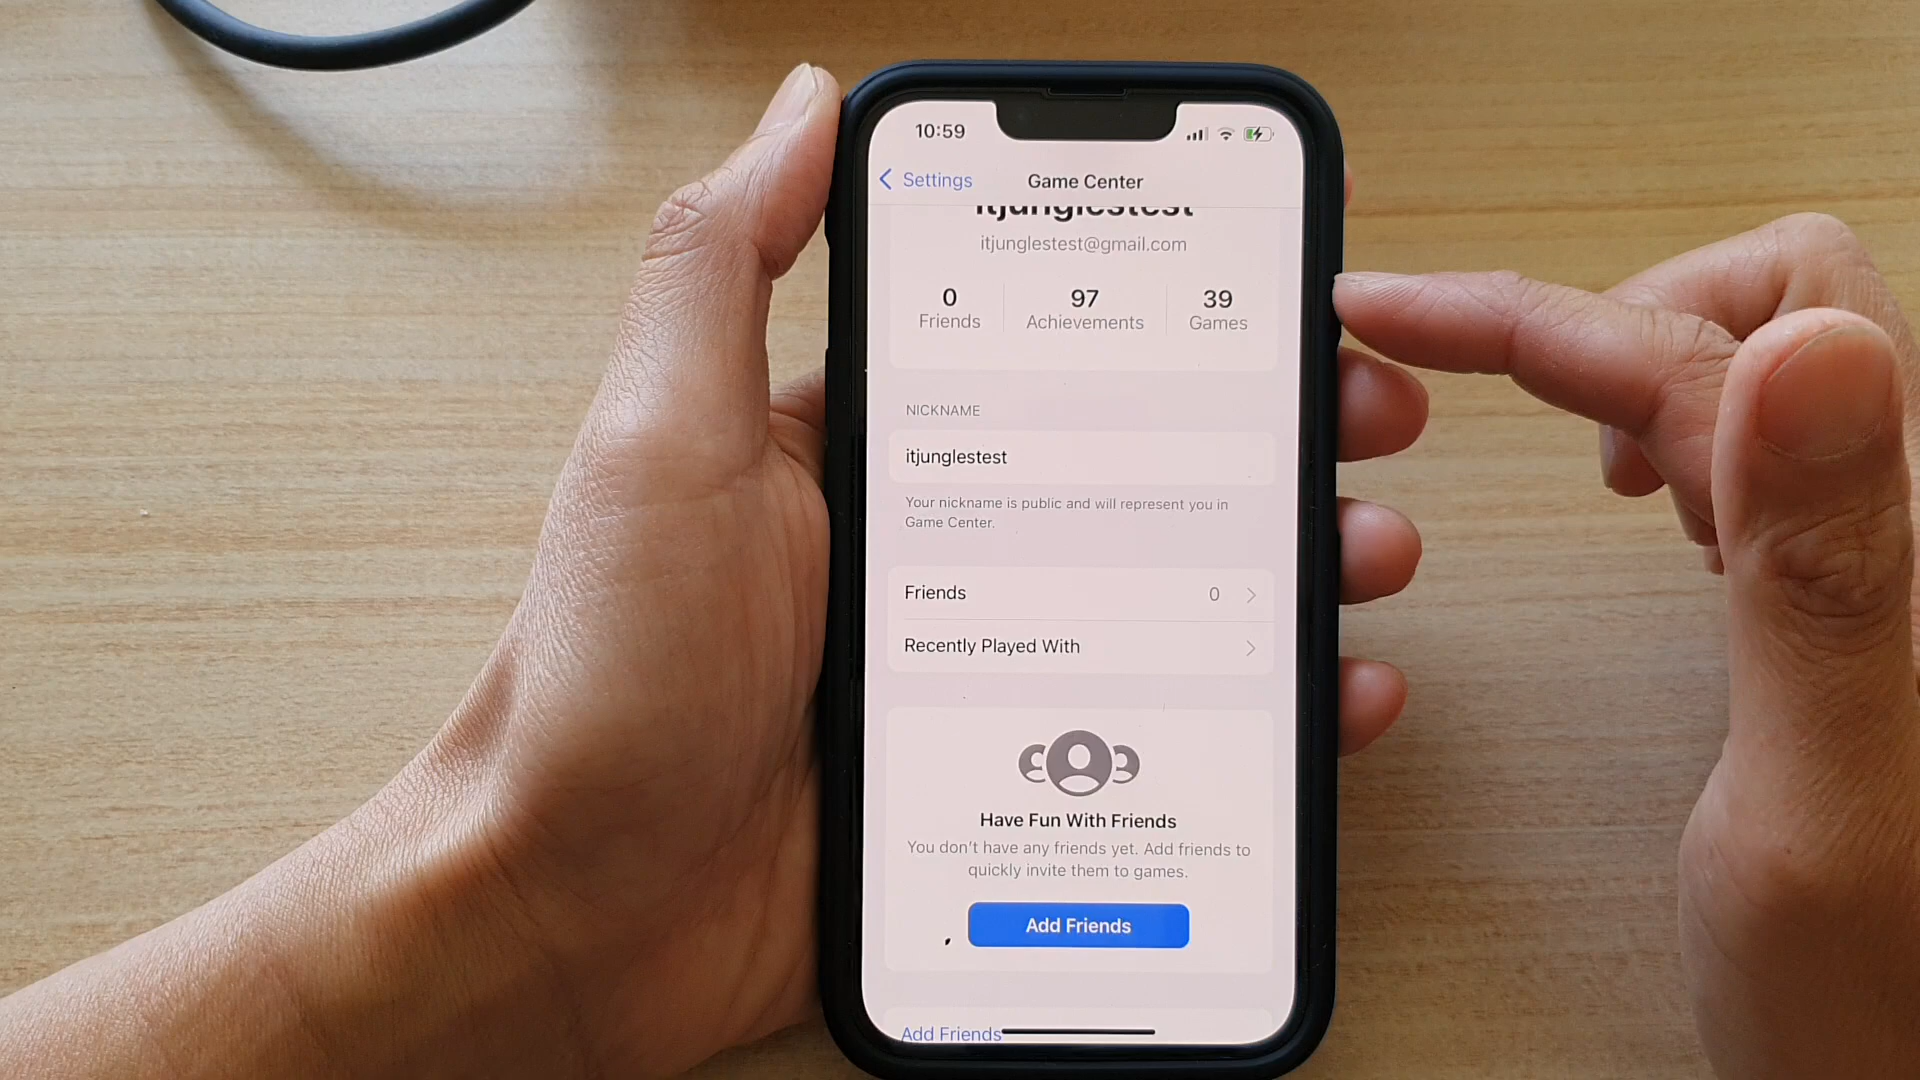 10:59
Settings
Game Center
itjunglestest
itjunglestest@gmail.com
0
97
39
Friends
Achievements
Games
NICKNAME
itjunglestest
Your nickname is public and will represent you in
Game Center.
Friends 0
Recently Played With
Have Fun With Friends
You don't have any friends yet. Add friends to
quickly invite them to games.
Add Friends
Add Friends